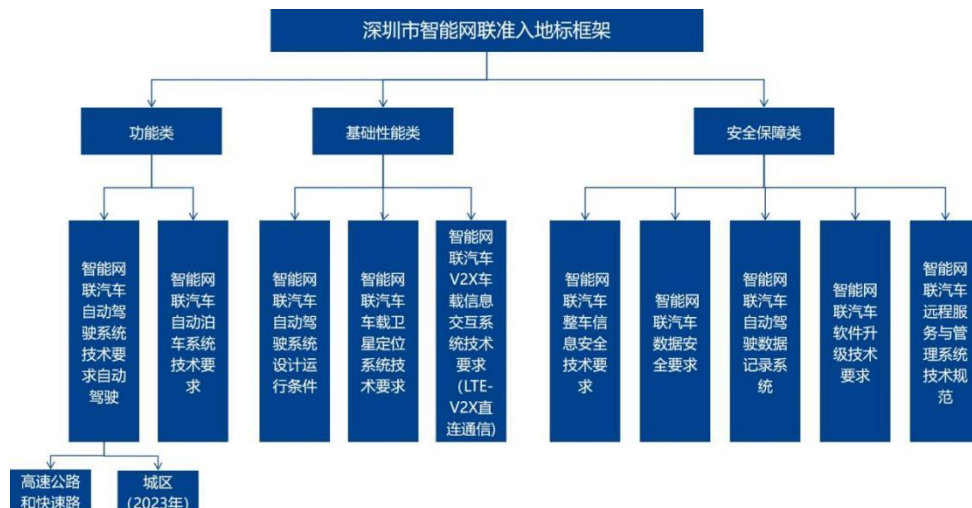 深圳市智能网联准入地标框架
功能类
基础性能类
安全保障类
智能网
联汽车
自动驾
驶系统
技术要
求自动
驾驶
智能网
联汽车
自动泊
车系统
技术要
求
智能网
联汽车
自动驾
驶系统
设计运
行条件
智能网
联汽车
车载卫
星定位
系统技
术要求
智能网
联汽车
V2X车
载信息
交互系
统技术
要求
(LTE-
V2X直
连通信)
智能网
联汽车
整车信
息安全
技术要
求
智能网
联汽车
数据安
全要求
智能网
联汽车
自动驾
驶数据
记录系
统
智能网
联汽车
软件升
级技术
要求
智能网
联汽车
远程服
务与管
理系统
技术规
范
高速公路
和快速路
城区
(2023年)